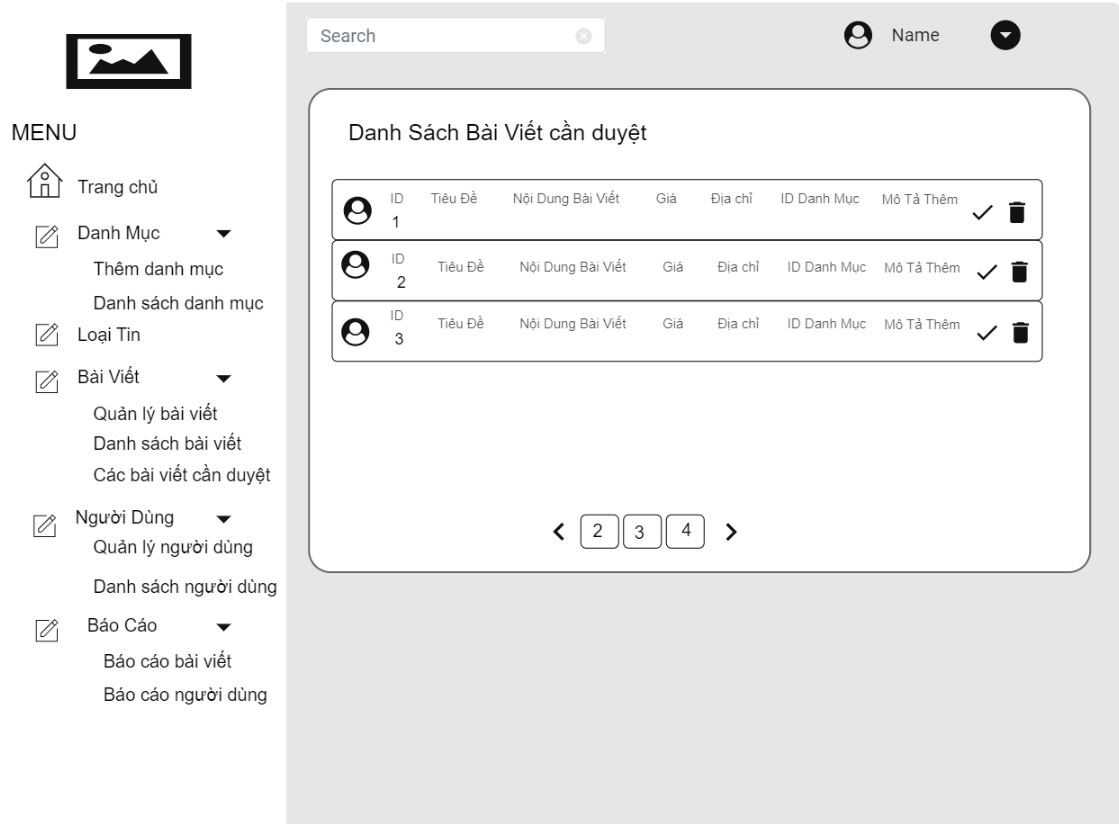 Search
Name
MENU
Trang chủ
Danh Mục
Thêm danh mục
Danh sách danh mục
Loại Tin
Bài Viết
Quản lý bài viết
Danh sách bài viết
Các bài viết cần duyệt
Người Dùng
Quản lý người dùng
Danh sách người dùng
Báo Cáo
Báo cáo bài viết
Báo cáo người dùng
Danh Sách Bài Viết cần duyệt
ID Tiêu Đề Nội Dung Bài Viết Giá Địa chỉ ID Danh Mục Mô Tả Thêm
1
ID Tiêu Đề Nội Dung Bài Viết Giá Địa chỉ ID Danh Mục Mô Tả Thêm
2
ID Tiêu Đề Nội Dung Bài Viết Giá Địa chỉ ID Danh Mục Mô Tả Thêm
3
2 3 4